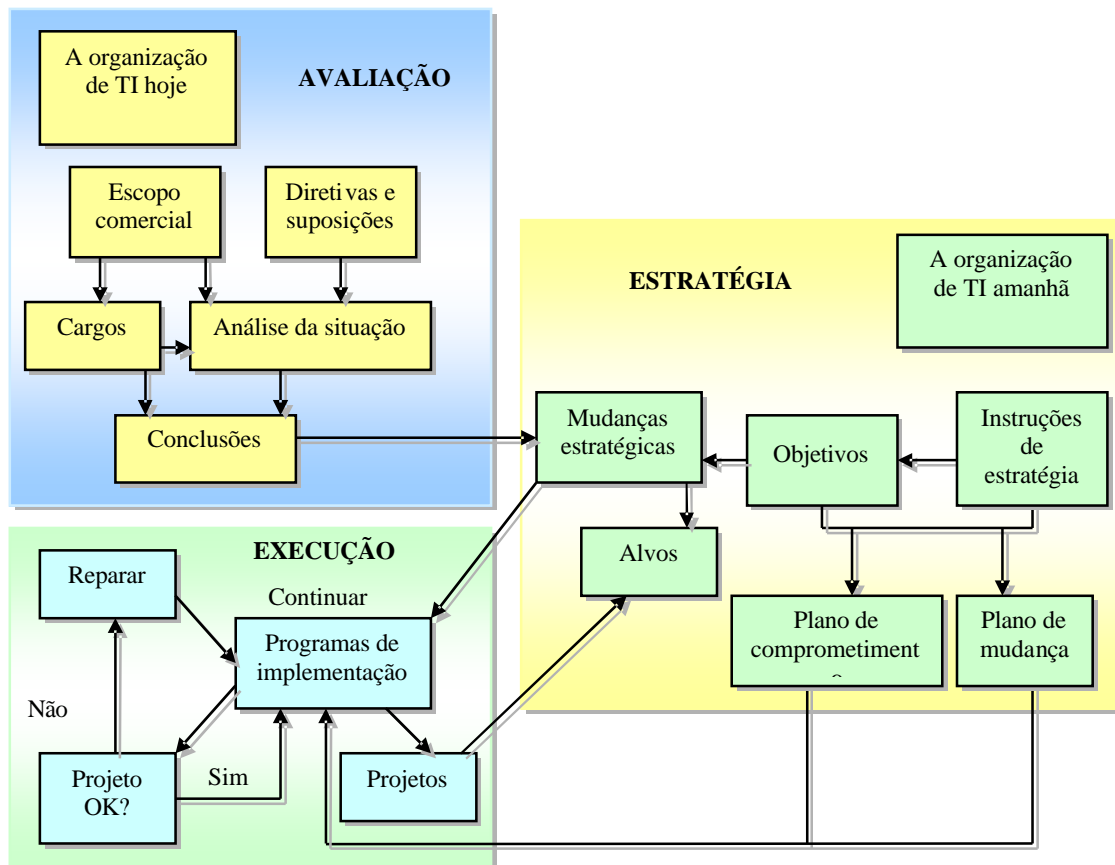 A organização
de TI hoje
AVALIAÇÃO
Escopo
comercial
Diretivas e
suposições
Cargos
Análise da situação
Conclusões
ESTRATÉGIA
A organização
de TI amanhã
Mudanças
estratégicas
Objetivos
Instruções
de
estratégia
Alvos
Plano de
comprometiment
Plano de
mudança
EXECUÇÃO
Reparar
Continuar
Programas de
implementação
Não
Projeto
OK?
Sim
Projetos